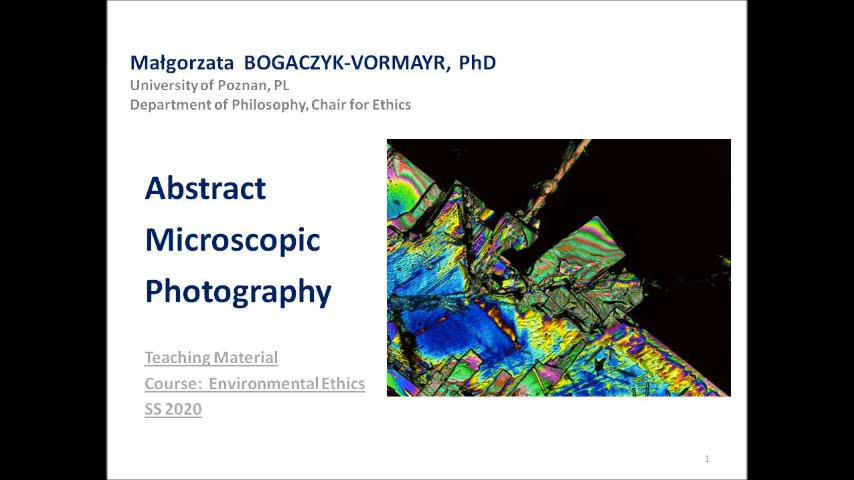 Małgorzata BOGACZYK-VORMAYR, PhD
University of Poznan, PL
Department of Philosophy, Chair for Ethics
Abstract
Microscopic
Photography
Teaching Material
Course: Environmental Ethics
SS 2020
1